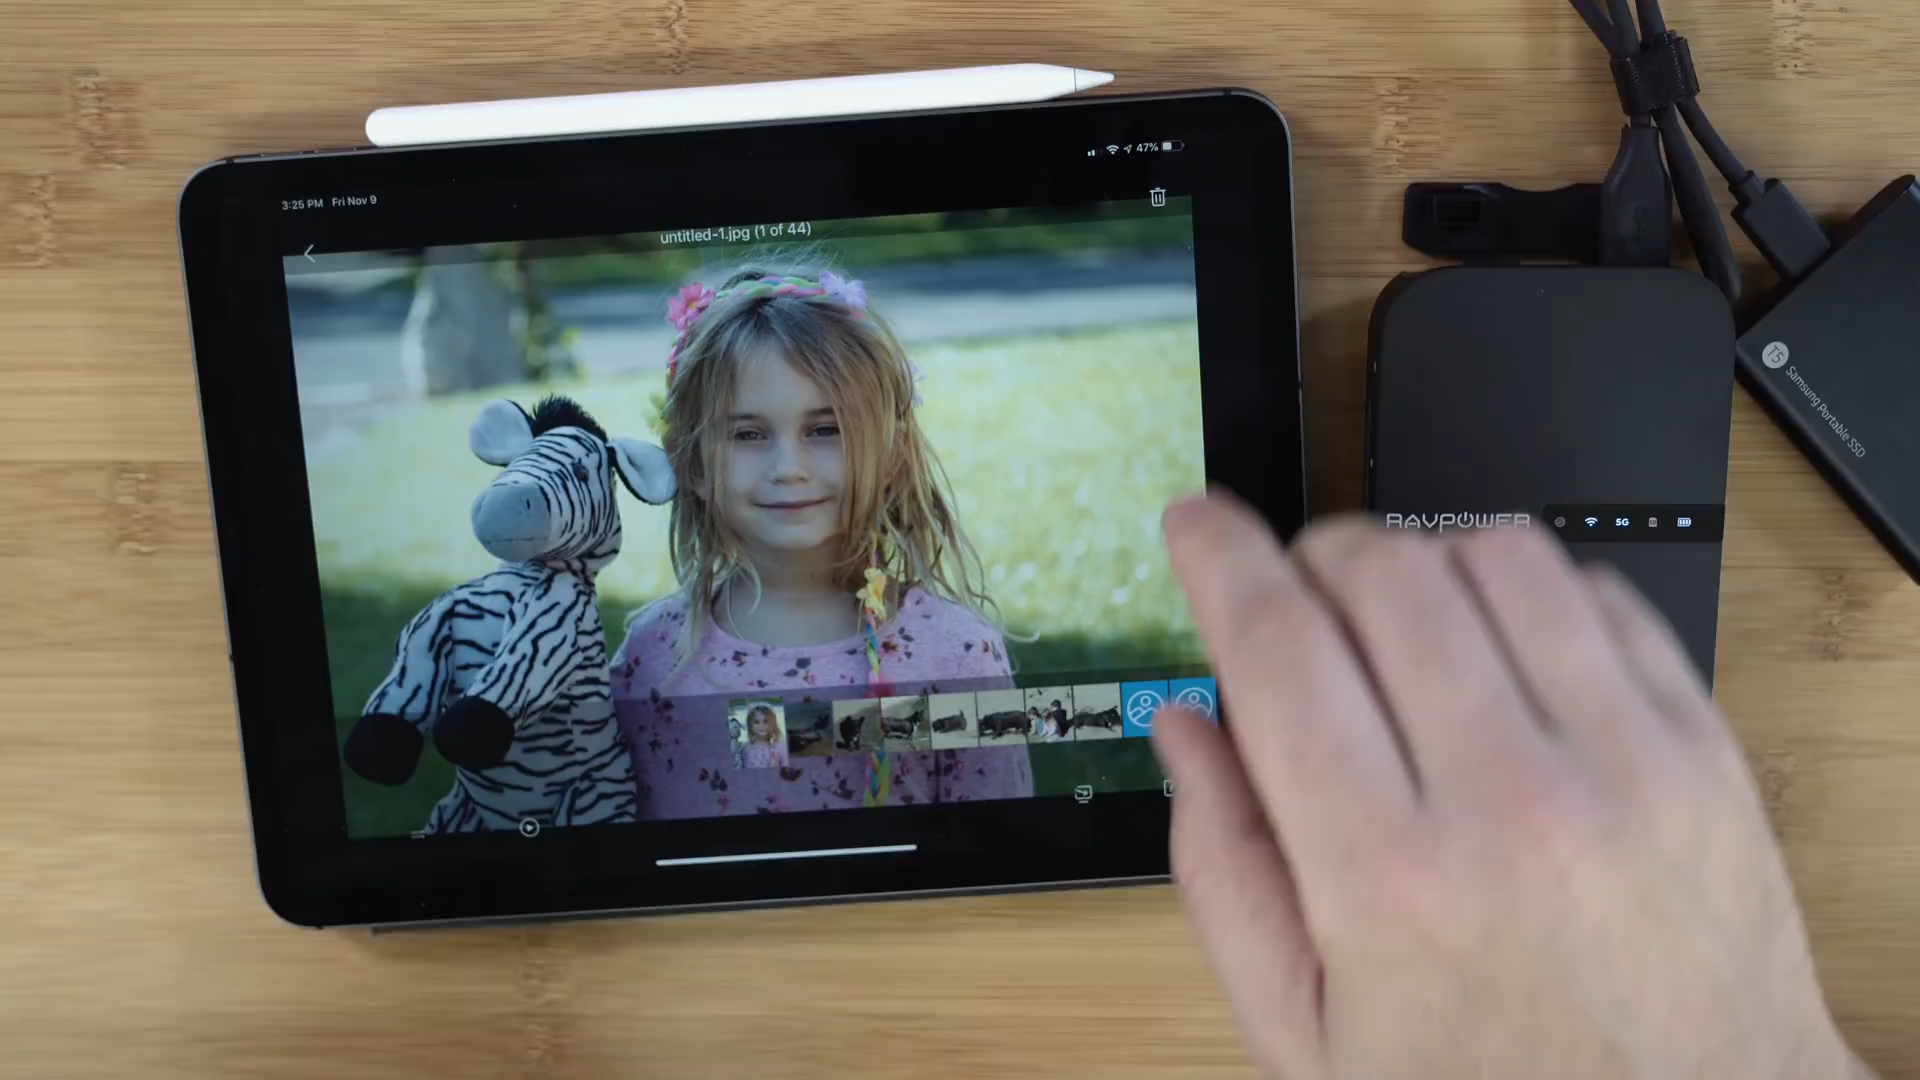 3:25 PM Fri Nov 9
47%
untitled-1.jpg (1 of 44)
T5
Samsung Portable SSD
RAVPOWER
5G